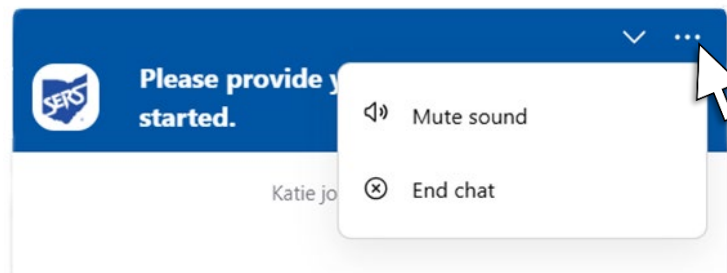 SERS
Please provide y
started.
Mute sound
Katie jo
End chat